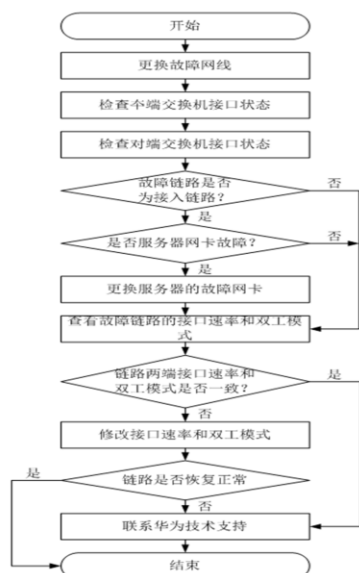 开始
更换故障网线
检查个端交换机接口状态
检查对端交换机接口状态
故障链路是否
为接入链路？
否
是
是否服务器网卡故障？
否
是
更换服务器的故障网卡
查看故障链路的接口速率和双工模
式
链路两端接口速率和
双工模式是否一致？
是
否
修改接口速率和双工模式
是
链路是否恢复正常
否
联系华为技术支持
结束